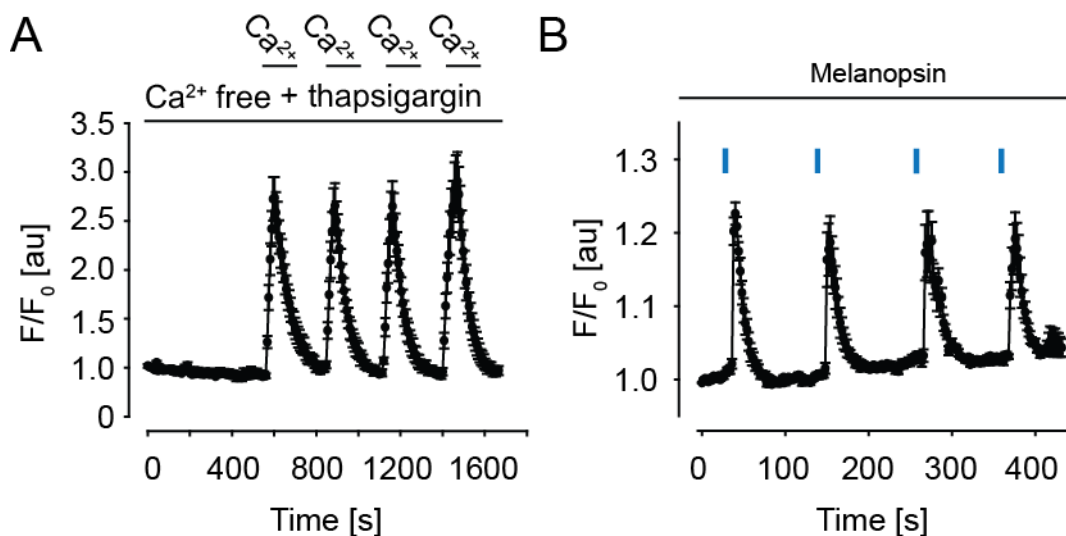 A
Ca²⁺ Ca²⁺ Ca²⁺ Ca²⁺
Ca²⁺ free + thapsigargin
F/F₀ [au]
3.5
3.0
2.5
2.0
1.5
1.0
0
0 400 800 1200 1600
Time [s]
B
Melanopsin
F/F₀ [au]
1.3
1.2
1.1
1.0
0 100 200 300 400
Time [s]